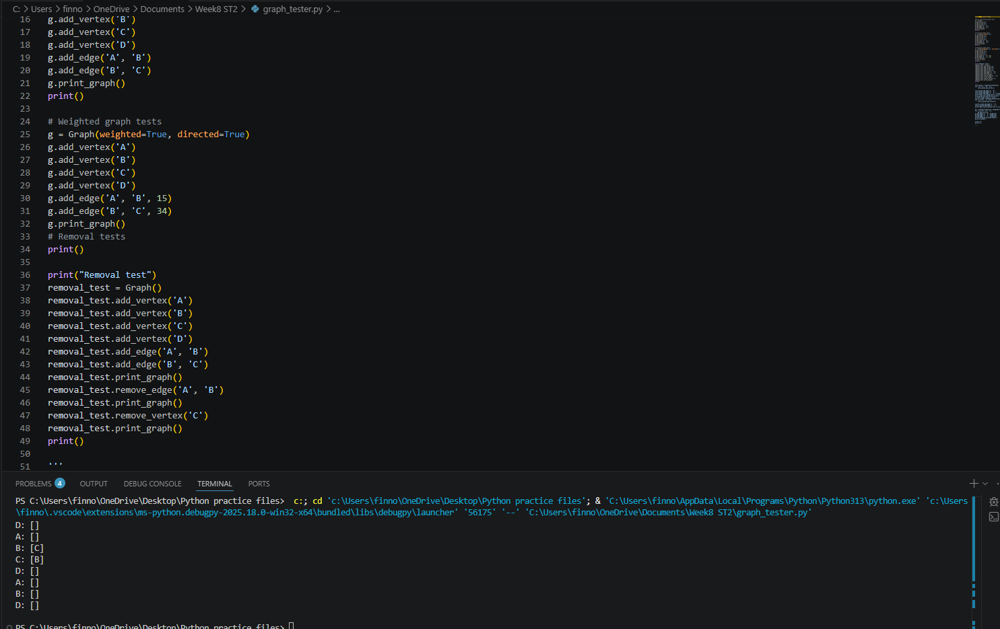 C: > Users > finno > OneDrive > Documents > Week8 ST2 > graph_tester.py > ...
16 g.add_vertex('B')
17 g.add_vertex('C')
18 g.add_vertex('D')
19 g.add_edge('A', 'B')
20 g.add_edge('B', 'C')
21 g.print_graph()
22 print()
23
24 # Weighted graph tests
25 g = Graph(weighted=True, directed=True)
26 g.add_vertex('A')
27 g.add_vertex('B')
28 g.add_vertex('C')
29 g.add_vertex('D')
30 g.add_edge('A', 'B', 15)
31 g.add_edge('B', 'C', 34)
32 g.print_graph()
33 # Removal tests
34 print()
35
36 print("Removal test")
37 removal_test = Graph()
38 removal_test.add_vertex('A')
39 removal_test.add_vertex('B')
40 removal_test.add_vertex('C')
41 removal_test.add_vertex('D')
42 removal_test.add_edge('A', 'B')
43 removal_test.add_edge('B', 'C')
44 removal_test.print_graph()
45 removal_test.remove_edge('A', 'B')
46 removal_test.print_graph()
47 removal_test.remove_vertex('C')
48 removal_test.print_graph()
49 print()
50
51 '''
PROBLEMS 4 OUTPUT DEBUG CONSOLE TERMINAL PORTS
PS C:\Users\finno\OneDrive\Desktop\Python practice files> c:; cd 'c:\Users\finno\OneDrive\Desktop\Python practice files'; & 'C:\Users\finno\AppData\Local\Programs\Python\Python313\python.exe' 'c:\Users
\finno\.vscode\extensions\ms-python.debugpy-2025.18.0-win32-x64\bundled\libs\debugpy\launcher' '56175' '--' 'C:\Users\finno\OneDrive\Documents\Week8 ST2\graph_tester.py'
D: []
A: []
B: [C]
C: [B]
D: []
A: []
B: []
D: []
PS C:\Users\finno\OneDrive\Desktop\Python practice files>